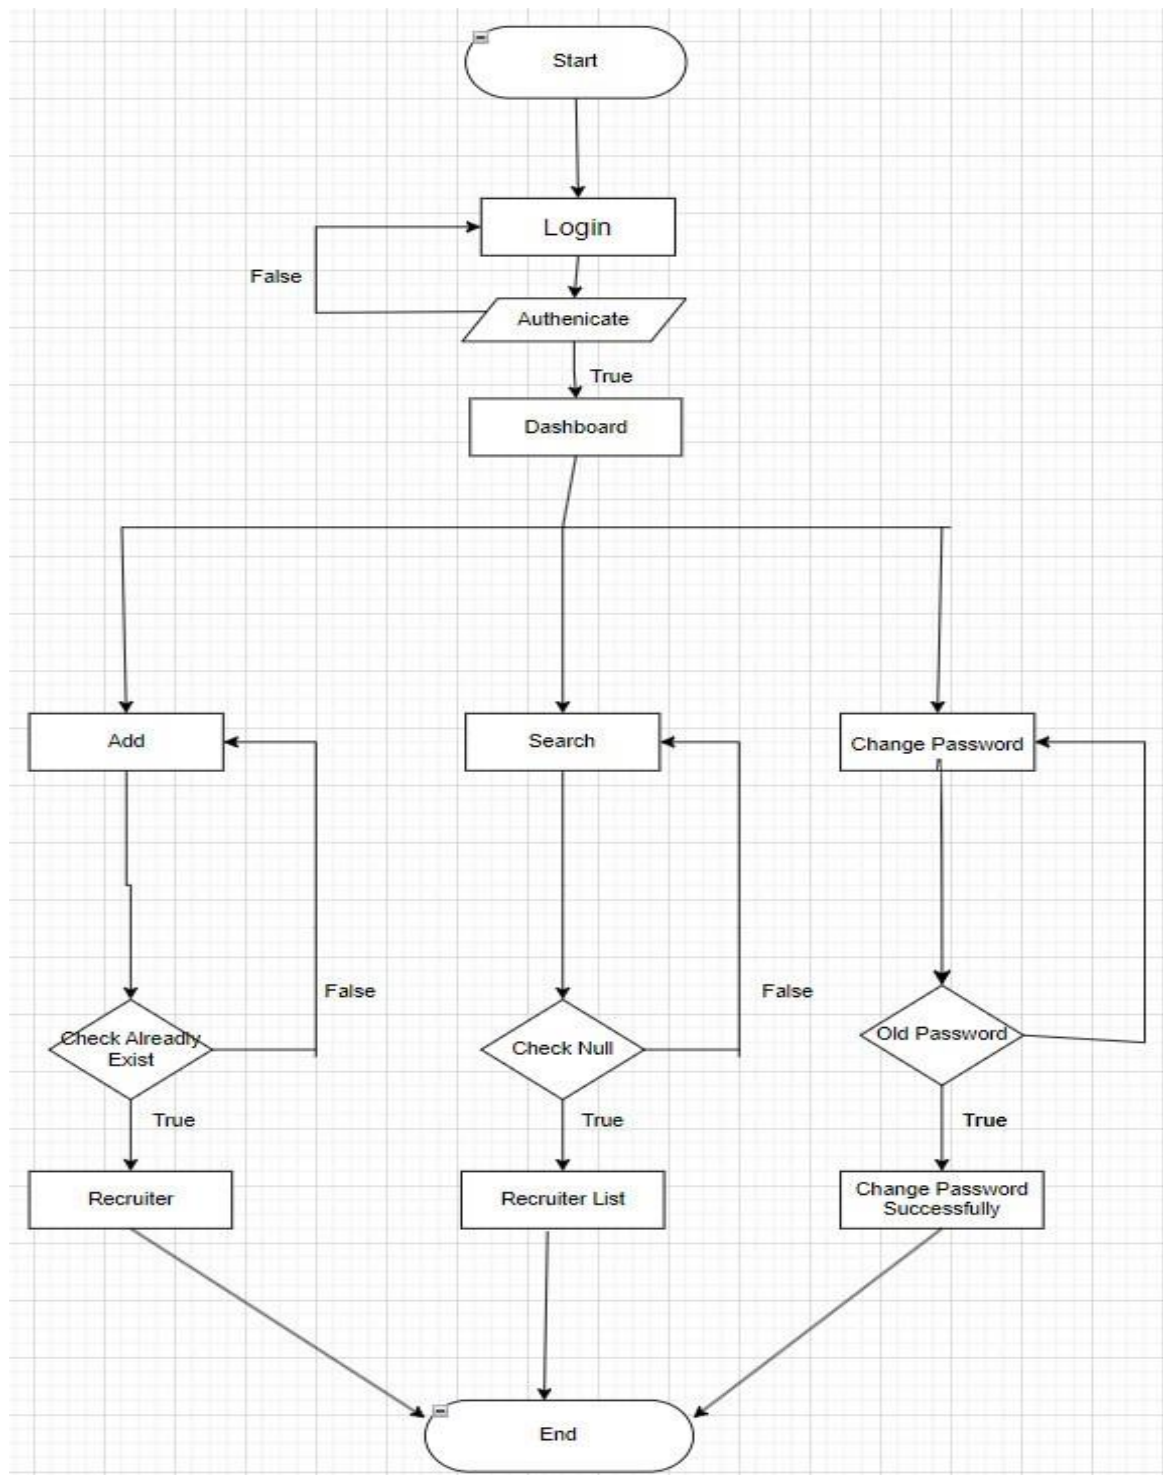 Start
Login
False
Authenicate
True
Dashboard
Add
Search
Change Password
False
False
Check Alreadly
Exist
Check Null
Old Password
True
True
True
Recruiter
Recruiter List
Change Password
Successfully
End